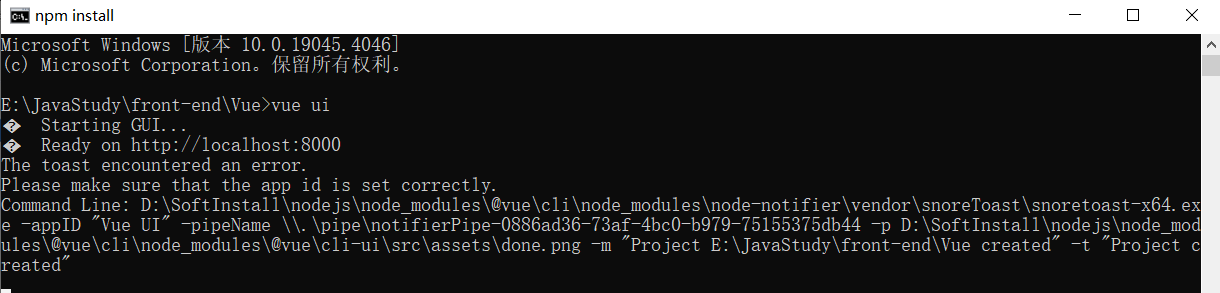 npm install
Microsoft Windows [版本 10.0.19045.4046]
(c) Microsoft Corporation。保留所有权利。
E:\JavaStudy\front-end\Vue>vue ui
�  Starting GUI...
�  Ready on http://localhost:8000
The toast encountered an error.
Please make sure that the app id is set correctly.
Command Line: D:\SoftInstall\nodejs\node_modules\@vue\cli\node_modules\node-notifier\vendor\snoreToast\snoretoast-x64.ex
e -appID "Vue UI" -pipeName \\.\pipe\notifierPipe-0886ad36-73af-4bc0-b979-75155375db44 -p D:\SoftInstall\nodejs\node_mod
ules\@vue\cli\node_modules\@vue\cli-ui\src\assets\done.png -m "Project E:\JavaStudy\front-end\Vue created" -t "Project c
reated"